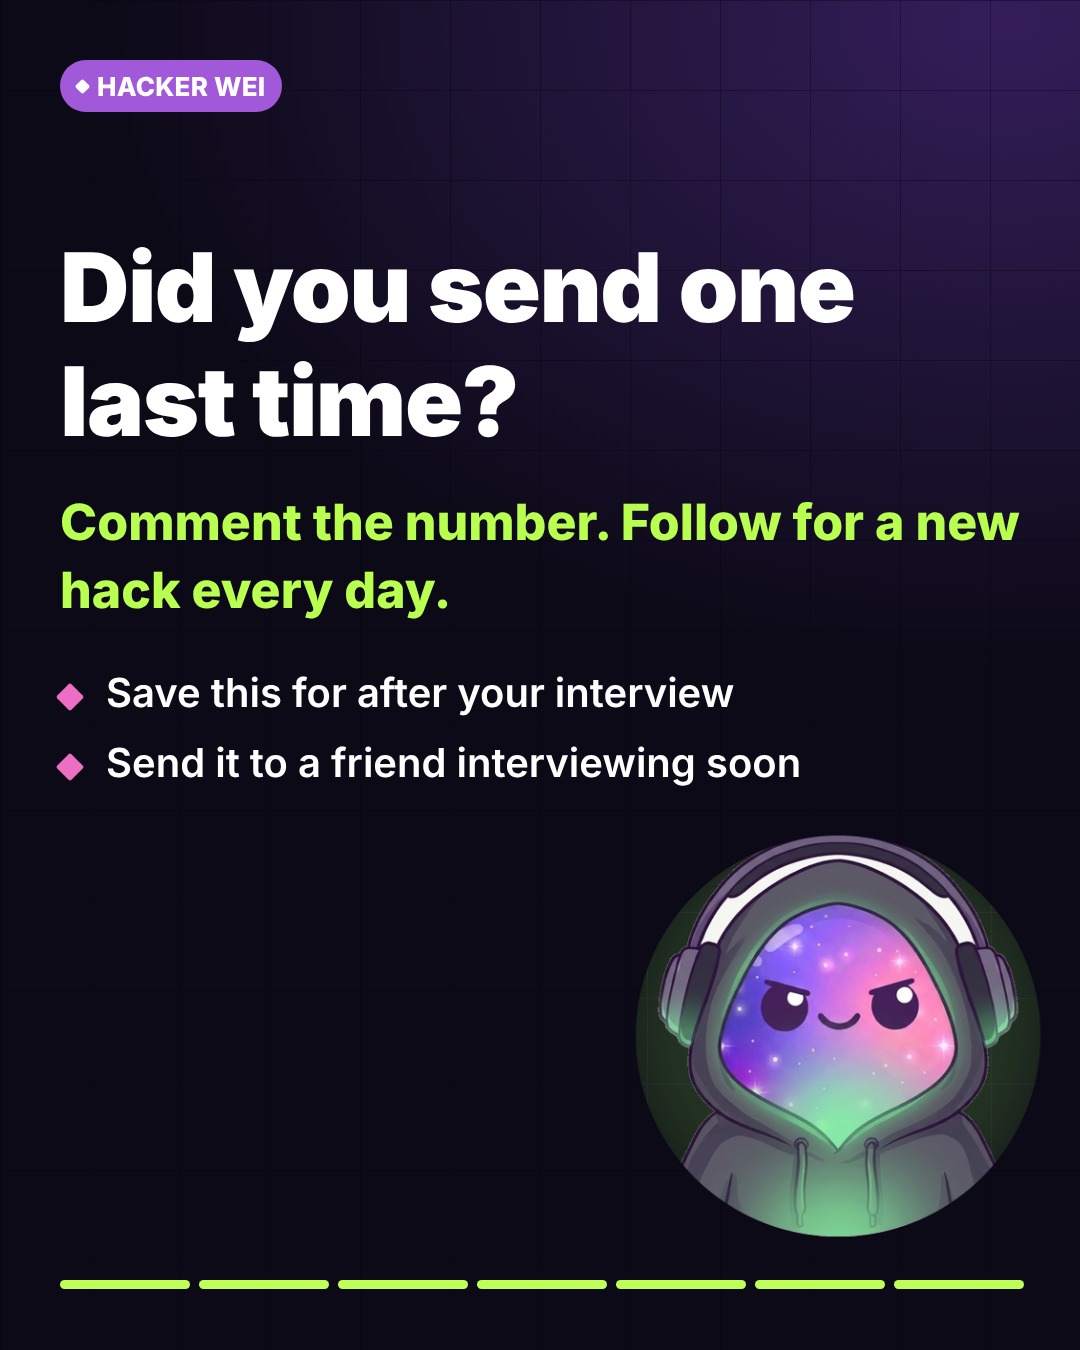 HACKER WEI
Did you send one
last time?
Comment the number. Follow for a new
hack every day.
Save this for after your interview
Send it to a friend interviewing soon